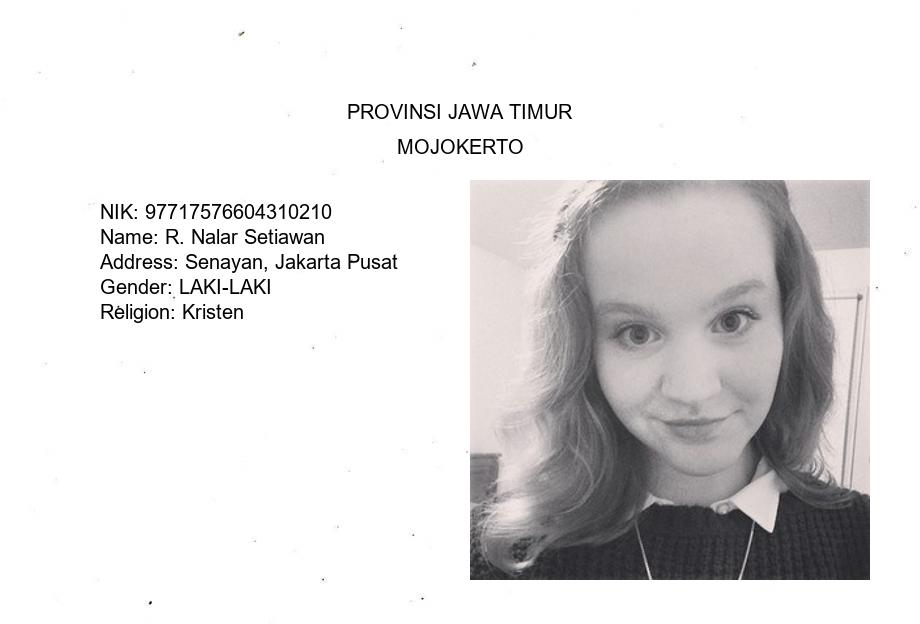 PROVINSI JAWA TIMUR
MOJOKERTO
NIK: 97717576604310210
Name: R. Nalar Setiawan
Address: Senayan, Jakarta Pusat
Gender: LAKI-LAKI
Religion: Kristen